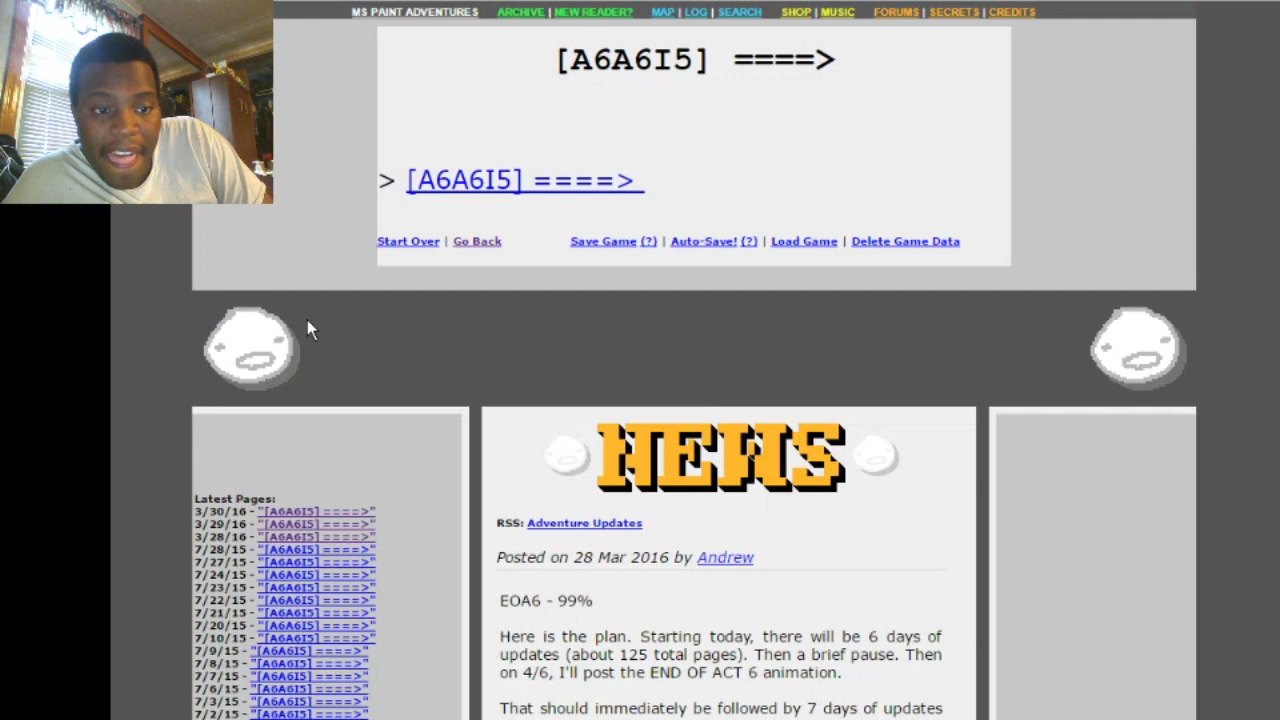 MS PAINT ADVENTURES ARCHIVE | NEW READER? MAP | LOG | SEARCH SHOP | MUSIC FORUMS | SECRETS | CREDITS
[A6A6I5] ====>
> [A6A6I5] ====>
Start Over | Go Back Save Game (?) | Auto-Save! (?) | Load Game | Delete Game Data
NEWS
Latest Pages:
3/30/16 - "[A6A6I5] ====>"
3/29/16 - "[A6A6I5] ====>"
3/28/16 - "[A6A6I5] ====>"
7/28/15 - "[A6A6I5] ====>"
7/27/15 - "[A6A6I5] ====>"
7/24/15 - "[A6A6I5] ====>"
7/23/15 - "[A6A6I5] ====>"
7/22/15 - "[A6A6I5] ====>"
7/21/15 - "[A6A6I5] ====>"
7/20/15 - "[A6A6I5] ====>"
7/10/15 - "[A6A6I5] ====>"
7/9/15 - "[A6A6I5] ====>"
7/8/15 - "[A6A6I5] ====>"
7/7/15 - "[A6A6I5] ====>"
7/6/15 - "[A6A6I5] ====>"
7/3/15 - "[A6A6I5] ====>"
7/2/15 - "[A6A6I5] ====>"
RSS: Adventure Updates
Posted on 28 Mar 2016 by Andrew
EOA6 - 99%
Here is the plan. Starting today, there will be 6 days of
updates (about 125 total pages). Then a brief pause. Then
on 4/6, I'll post the END OF ACT 6 animation.
That should immediately be followed by 7 days of updates